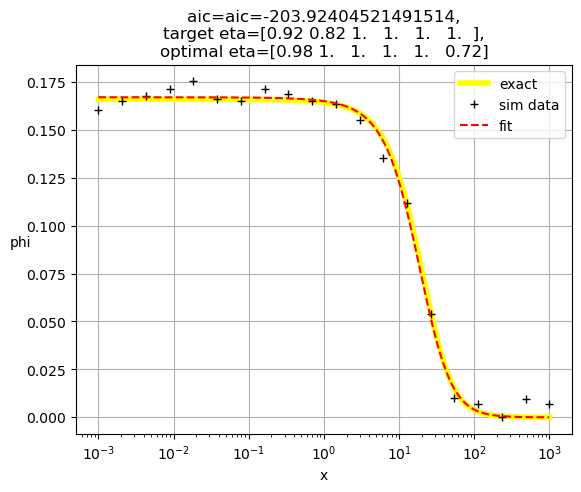 aic=aic=-203.92404521491514,
target eta=[0.92 0.82 1.   1.   1.   1.  ],
optimal eta=[0.98 1.   1.   1.   1.   0.72]
exact
sim data
fit
0.175
0.150
0.125
0.100
0.075
0.050
0.025
0.000
phi
10⁻³
10⁻²
10⁻¹
10⁰
10¹
10²
10³
x